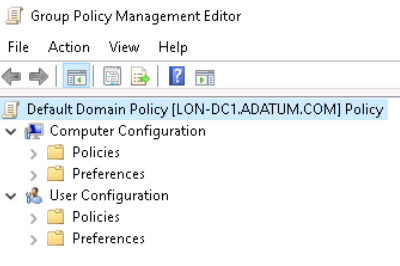 Group Policy Management Editor
File Action View Help
Default Domain Policy [LON-DC1.ADATUM.COM] Policy
Computer Configuration
Policies
Preferences
User Configuration
Policies
Preferences